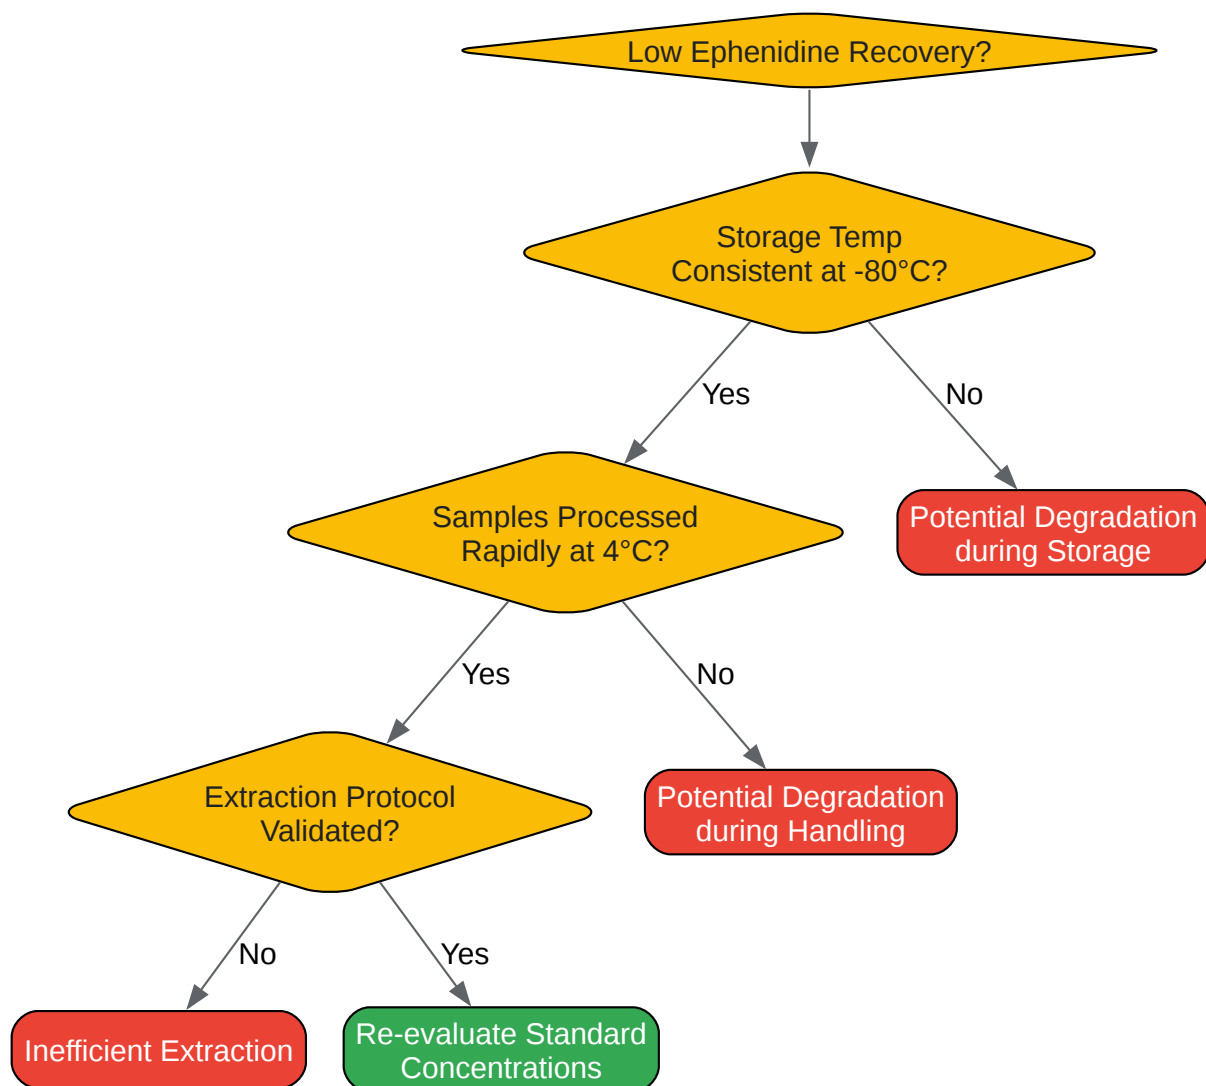 Low Ephenidine Recovery?
Storage Temp
Consistent at -80°C?
Yes
No
Samples Processed
Rapidly at 4°C?
Potential Degradation
during Storage
Yes
No
Extraction Protocol
Validated?
Potential Degradation
during Handling
No
Yes
Inefficient Extraction
Re-evaluate Standard
Concentrations